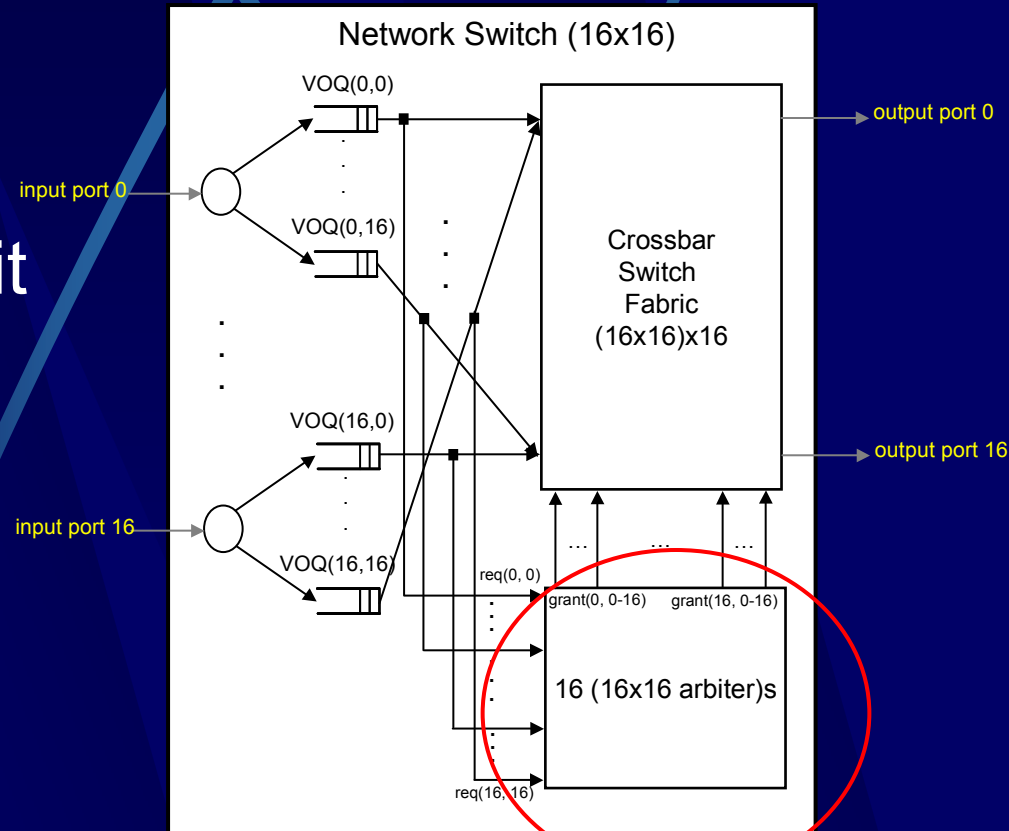 Network Switch (16x16)
VOQ(0,0)
output port 0
input port 0
VOQ(0,16)
it
Crossbar
Switch
Fabric
(16x16)x16
VOQ(16,0)
output port 16
input port 16
VOQ(16,16)
... ... ...
req(0, 0)
grant(0, 0-16) grant(16, 0-16)
16 (16x16 arbiter)s
req(16, 16)